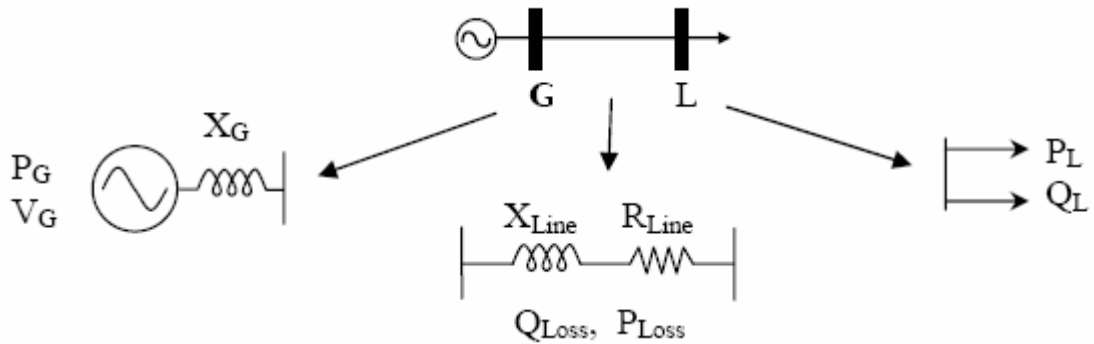 G L
X_G
P_G
V_G
X_Line R_Line
Q_Loss, P_Loss
P_L
Q_L